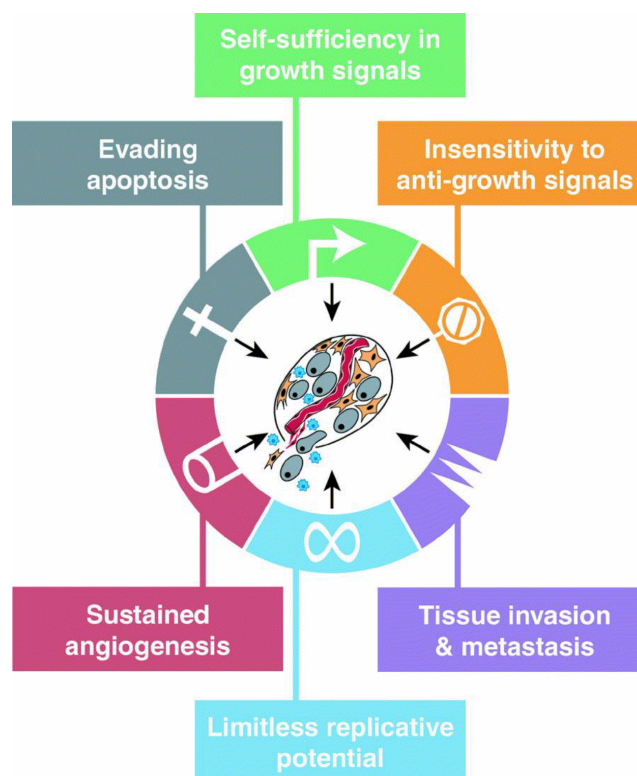 Self-sufficiency in
growth signals
Evading
apoptosis
Insensitivity to
anti-growth signals
Sustained
angiogenesis
Tissue invasion
& metastasis
Limitless replicative
potential